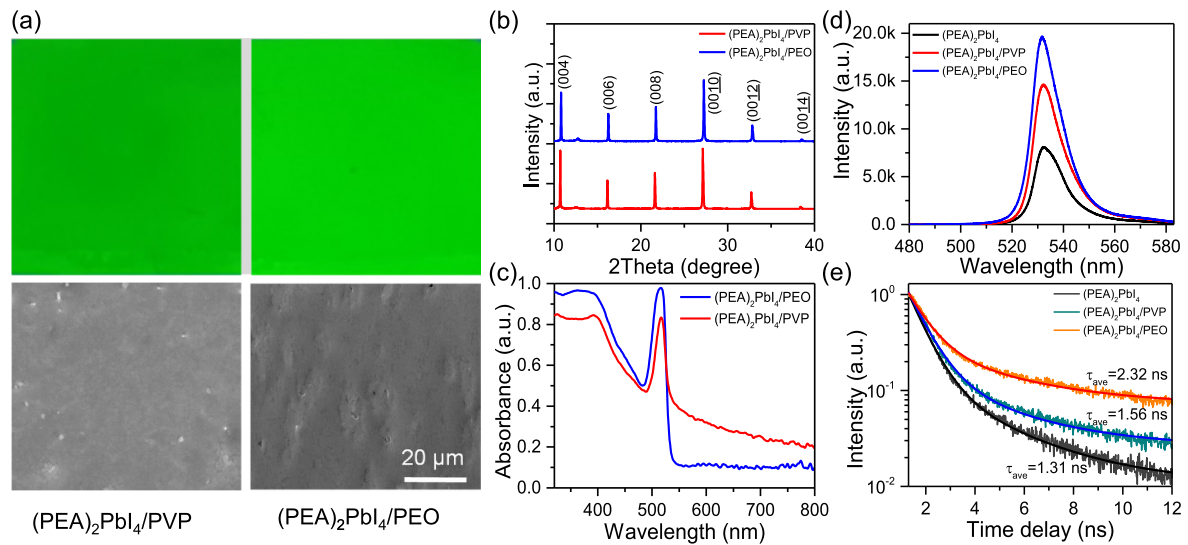 (a)
20 μm
(PEA)₂PbI₄/PVP
(PEA)₂PbI₄/PEO
(b)
(PEA)₂PbI₄/PVP
(PEA)₂PbI₄/PEO
(004)
(006)
(008)
(0010)
(0012)
(0014)
Intensity (a.u.)
10 20 30 40
2Theta (degree)
(c)
(PEA)₂PbI₄/PEO
(PEA)₂PbI₄/PVP
Absorbance (a.u.)
1.0
0.8
0.6
0.4
0.2
0.0
400 500 600 700 800
Wavelength (nm)
(d)
(PEA)₂PbI₄
(PEA)₂PbI₄/PVP
(PEA)₂PbI₄/PEO
Intensity (a.u.)
20.0k
15.0k
10.0k
5.0k
0.0
480 500 520 540 560 580
Wavelength (nm)
(e)
(PEA)₂PbI₄
(PEA)₂PbI₄/PVP
(PEA)₂PbI₄/PEO
τave=2.32 ns
τave=1.56 ns
τave=1.31 ns
Intensity (a.u.)
10⁰
10⁻¹
10⁻²
2 4 6 8 10 12
Time delay (ns)